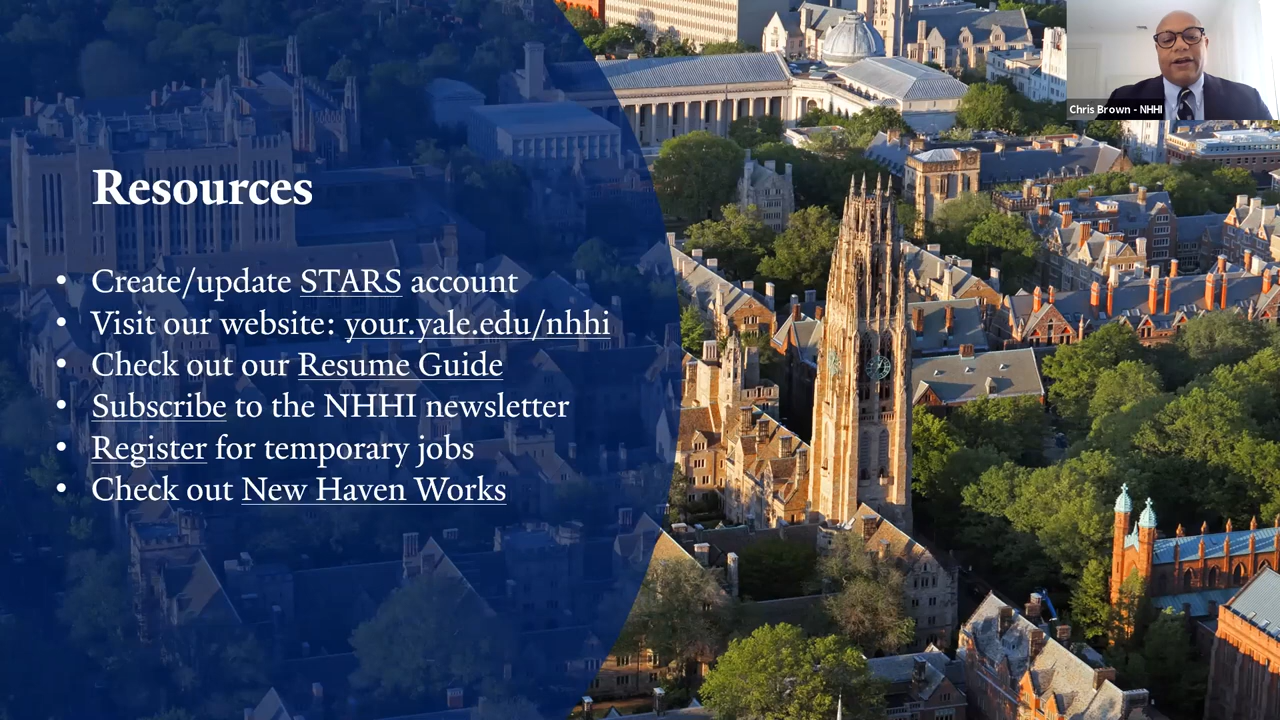 Chris Brown - NHHI
Resources
• Create/update STARS account
• Visit our website: your.yale.edu/nhhi
• Check out our Resume Guide
• Subscribe to the NHHI newsletter
• Register for temporary jobs
• Check out New Haven Works